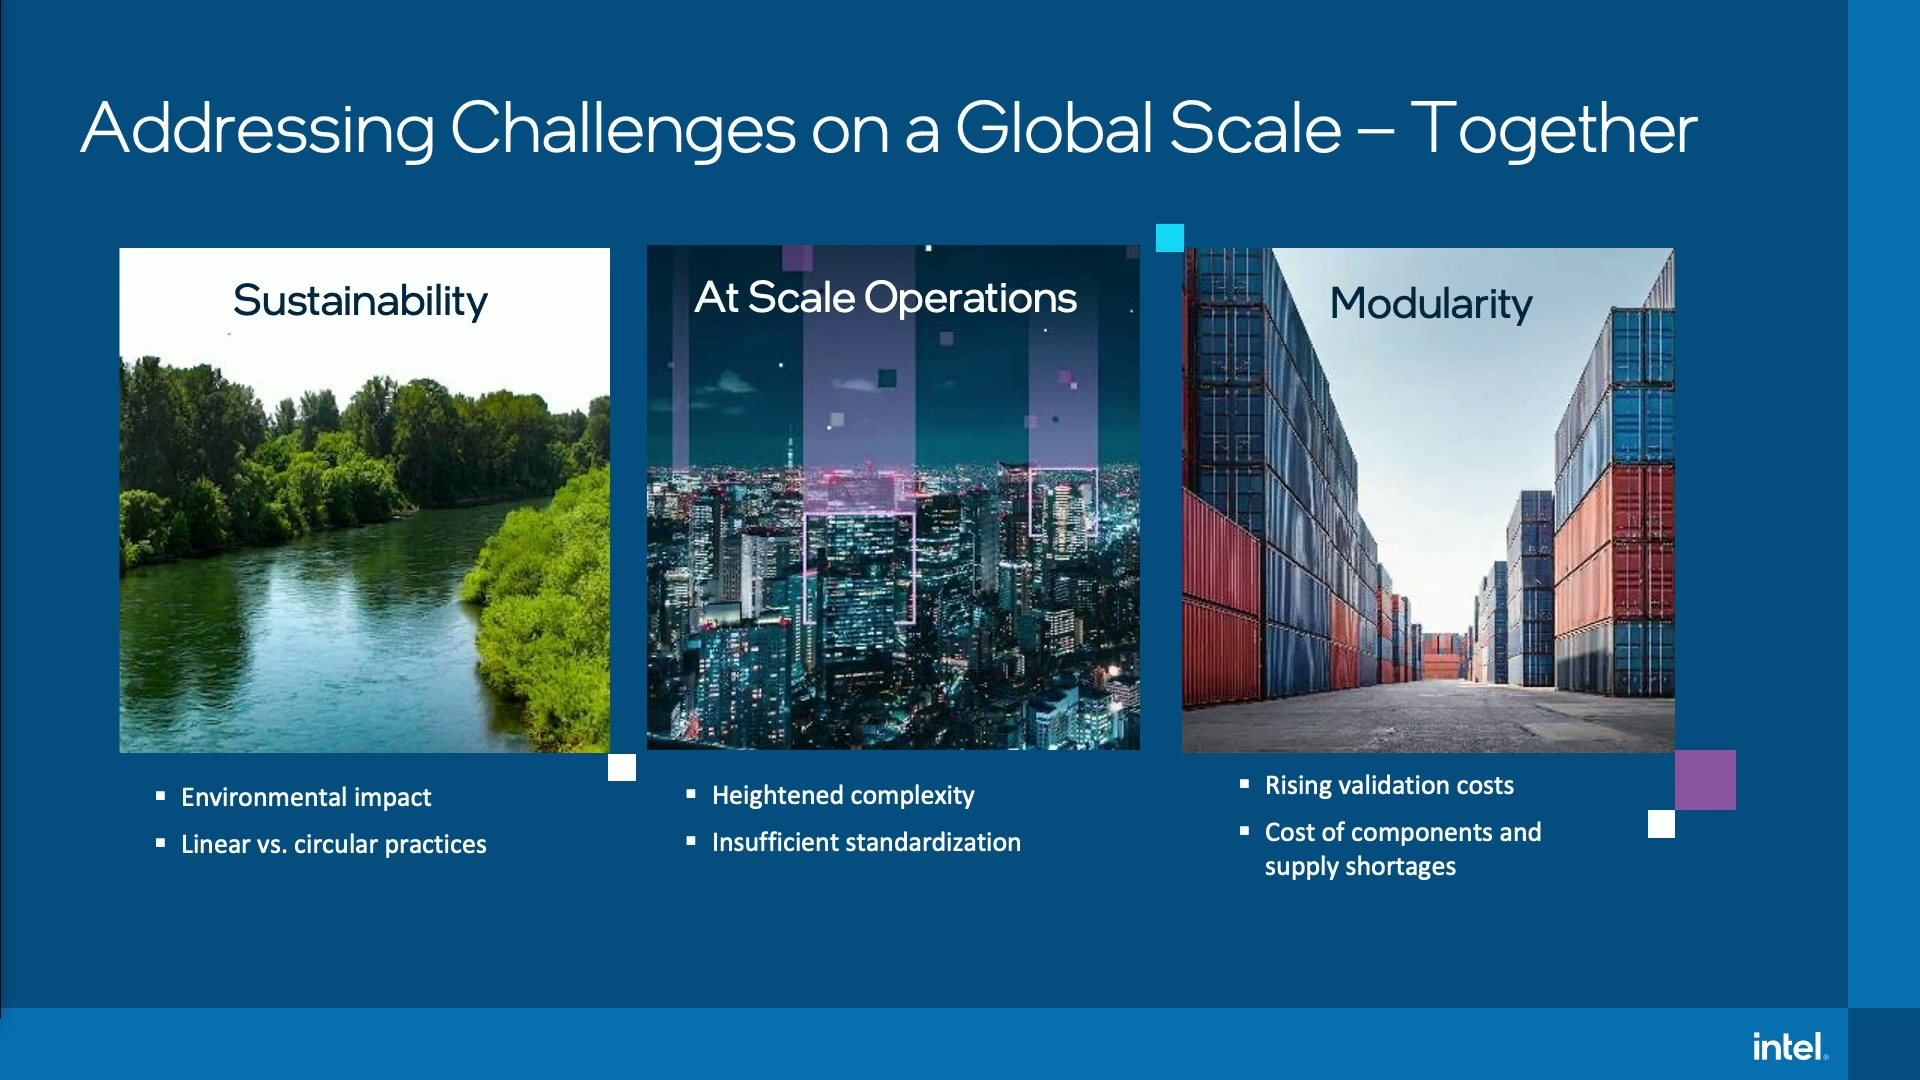 Addressing Challenges on a Global Scale – Together
Sustainability
▪ Environmental impact
▪ Linear vs. circular practices
At Scale Operations
▪ Heightened complexity
▪ Insufficient standardization
Modularity
▪ Rising validation costs
▪ Cost of components and
supply shortages
intel®